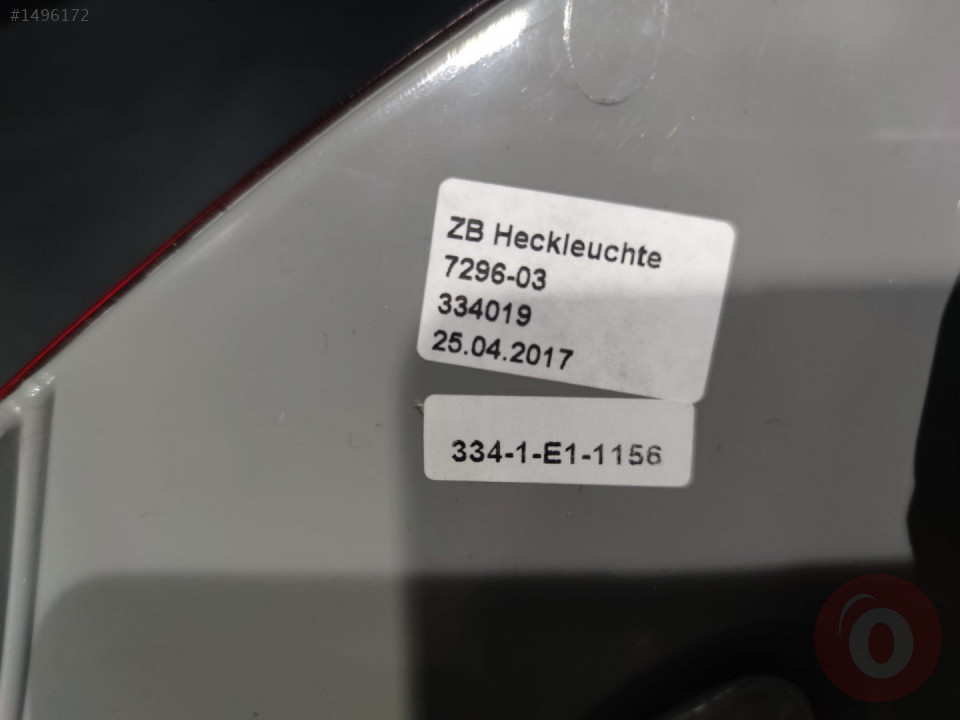 #1496172
ZB Heckleuchte
7296-03
334019
25.04.2017
334-1-E1-1156
O